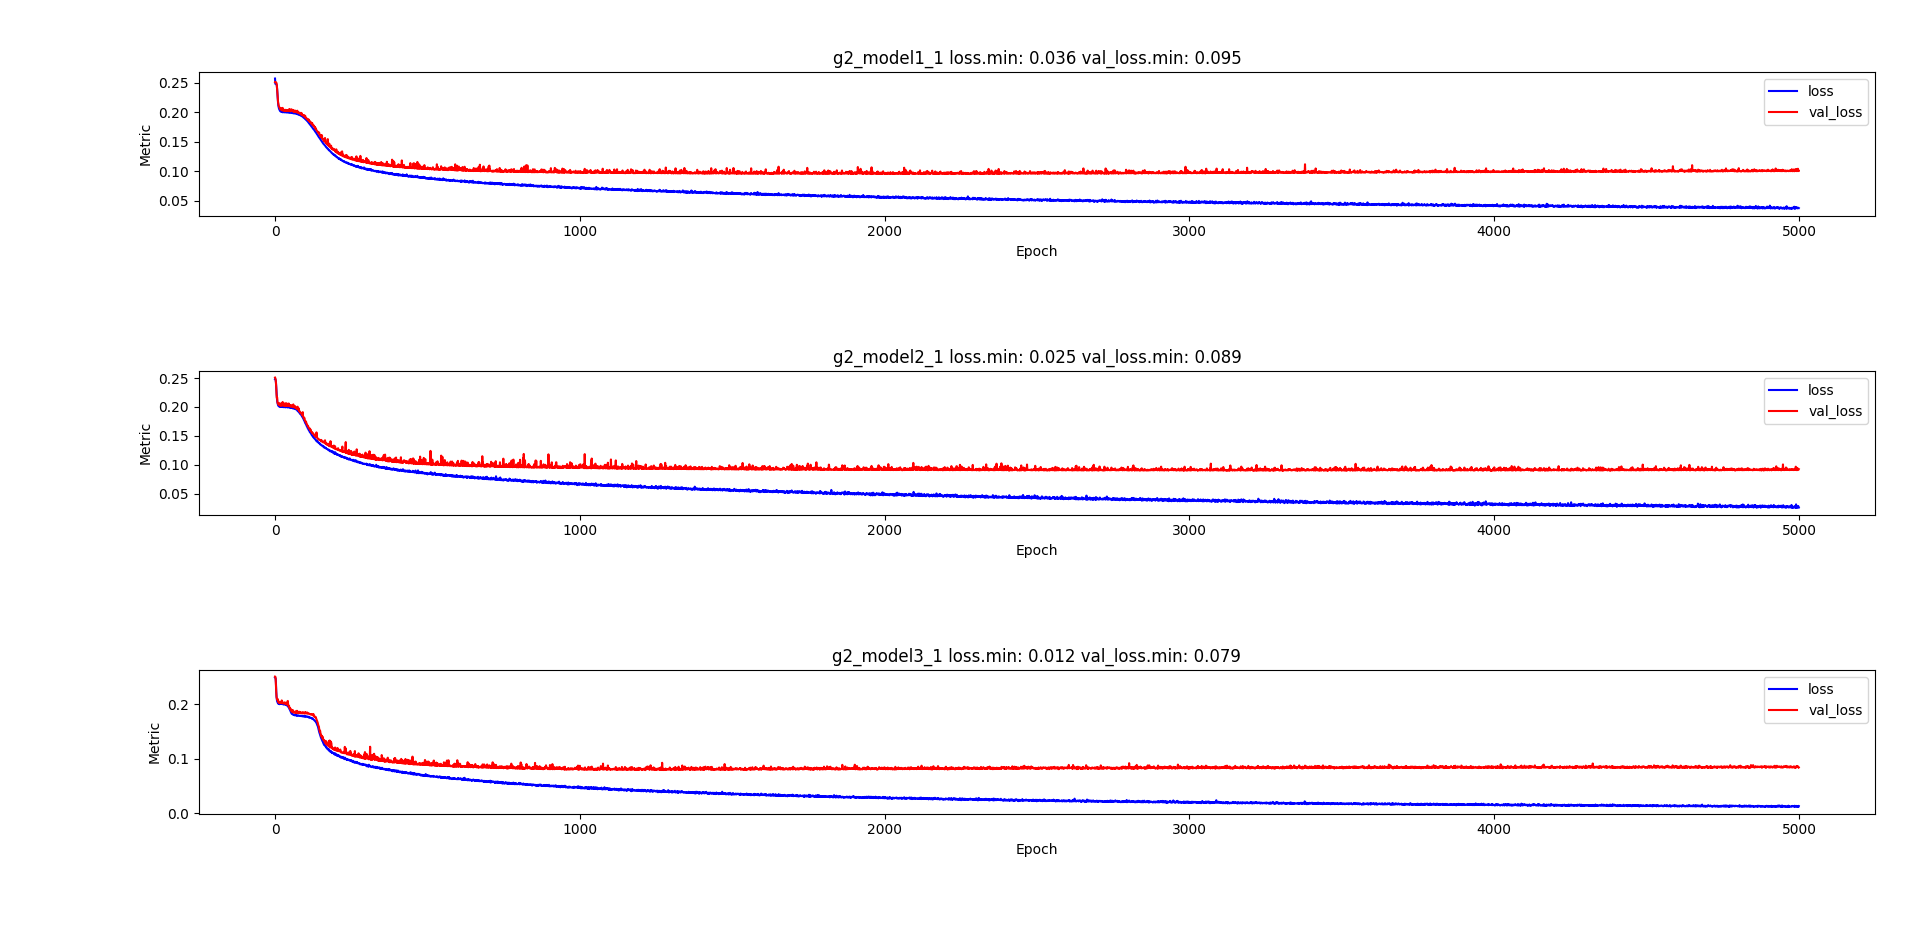 g2_model1_1 loss.min: 0.036 val_loss.min: 0.095
0.25
0.20
0.15
0.10
0.05
Metric
loss
val_loss
0 1000 2000 3000 4000 5000
Epoch
g2_model2_1 loss.min: 0.025 val_loss.min: 0.089
0.25
0.20
0.15
0.10
0.05
Metric
loss
val_loss
0 1000 2000 3000 4000 5000
Epoch
g2_model3_1 loss.min: 0.012 val_loss.min: 0.079
0.2
0.1
0.0
Metric
loss
val_loss
0 1000 2000 3000 4000 5000
Epoch